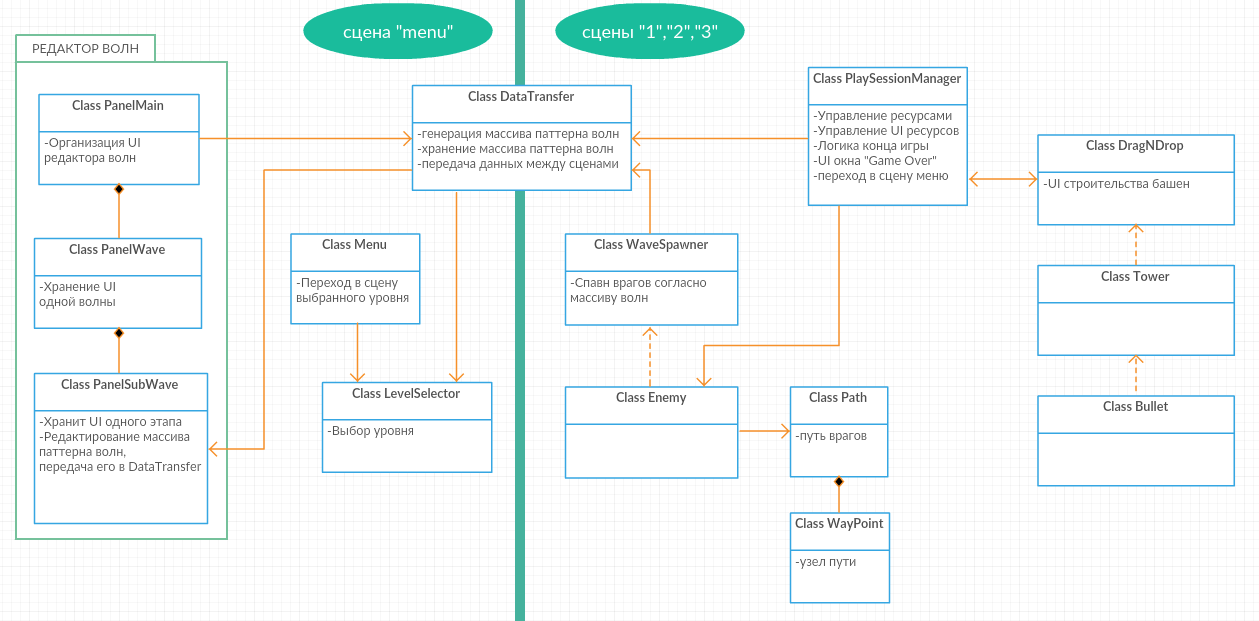 сцена "menu"
сцены "1","2","3"
РЕДАКТОР ВОЛН
Class PanelMain
-Организация UI
редактора волн
Class PanelWave
-Хранение UI
одной волны
Class PanelSubWave
-Хранит UI одного этапа
-Редактирование массива
паттерна волн,
передача его в DataTransfer
Class DataTransfer
-генерация массива паттерна волн
-хранение массива паттерна волн
-передача данных между сценами
Class Menu
-Переход в сцену
выбранного уровня
Class LevelSelector
-Выбор уровня
Class WaveSpawner
-Спавн врагов согласно
массиву волн
Class Enemy
Class Path
-путь врагов
Class WayPoint
-узел пути
Class PlaySessionManager
-Управление ресурсами
-Управление UI ресурсов
-Логика конца игры
-UI окна "Game Over"
-переход в сцену меню
Class DragNDrop
-UI строительства башен
Class Tower
Class Bullet